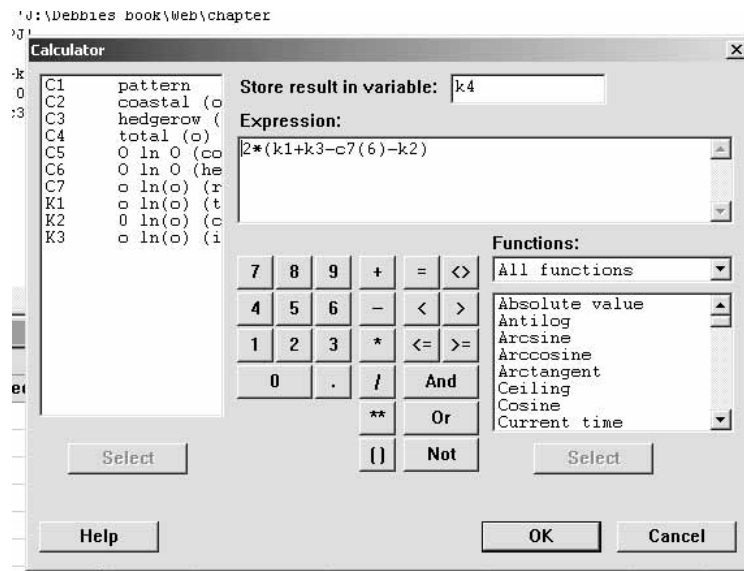 'J:\Debbies book\Web\chapter
Calculator
C1 pattern
C2 coastal (o
C3 hedgerow (
C4 total (o)
C5 O ln O (co
C6 O ln O (he
C7 o ln(o) (r
K1 o ln(o) (t
K2 0 ln(o) (c
K3 o ln(o) (i
Select
Store result in variable: k4
Expression:
2*(k1+k3-c7(6)-k2)
7 8 9 + = <>
4 5 6 - < >
1 2 3 * <= >=
0 . / And
** Or
() Not
Functions:
All functions
Absolute value
Antilog
Arcsine
Arccosine
Arctangent
Ceiling
Cosine
Current time
Select
Help
OK
Cancel